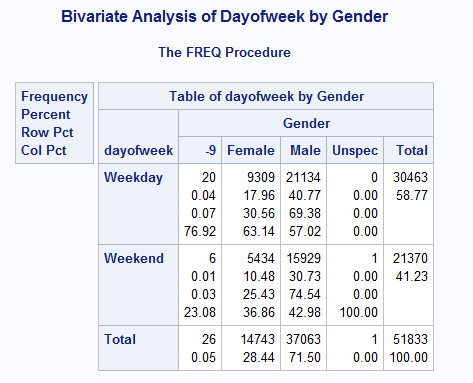 Bivariate Analysis of Dayofweek by Gender
The FREQ Procedure
Frequency
Percent
Row Pct
Col Pct
Table of dayofweek by Gender
Gender
dayofweek -9 Female Male Unspec Total
Weekday 20 9309 21134 0 30463
0.04 17.96 40.77 0.00 58.77
0.07 30.56 69.38 0.00
76.92 63.14 57.02 0.00
Weekend 6 5434 15929 1 21370
0.01 10.48 30.73 0.00 41.23
0.03 25.43 74.54 0.00
23.08 36.86 42.98 100.00
Total 26 14743 37063 1 51833
0.05 28.44 71.50 0.00 100.00